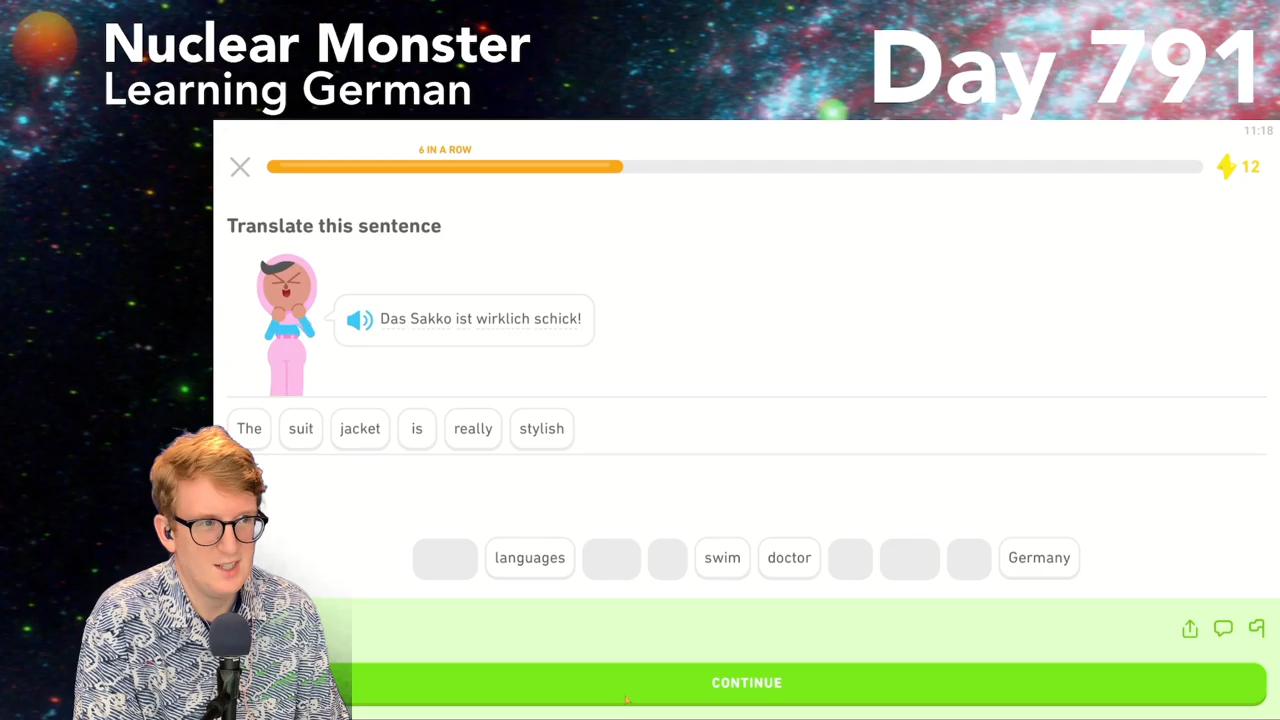 Nuclear Monster
Learning German
Day 791
11:18
6 IN A ROW
12
Translate this sentence
Das Sakko ist wirklich schick!
The suit jacket is really stylish
languages swim doctor Germany
CONTINUE